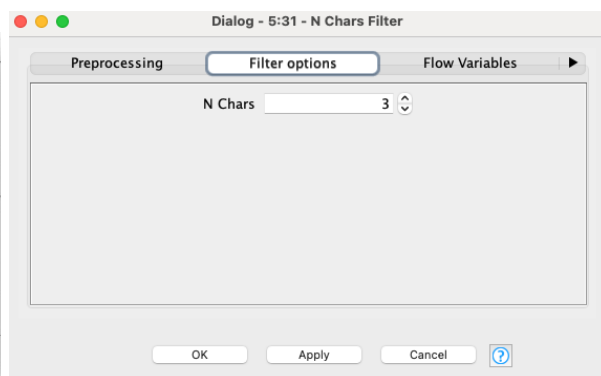 Dialog - 5:31 - N Chars Filter
Preprocessing Filter options Flow Variables
N Chars 3
OK Apply Cancel ?